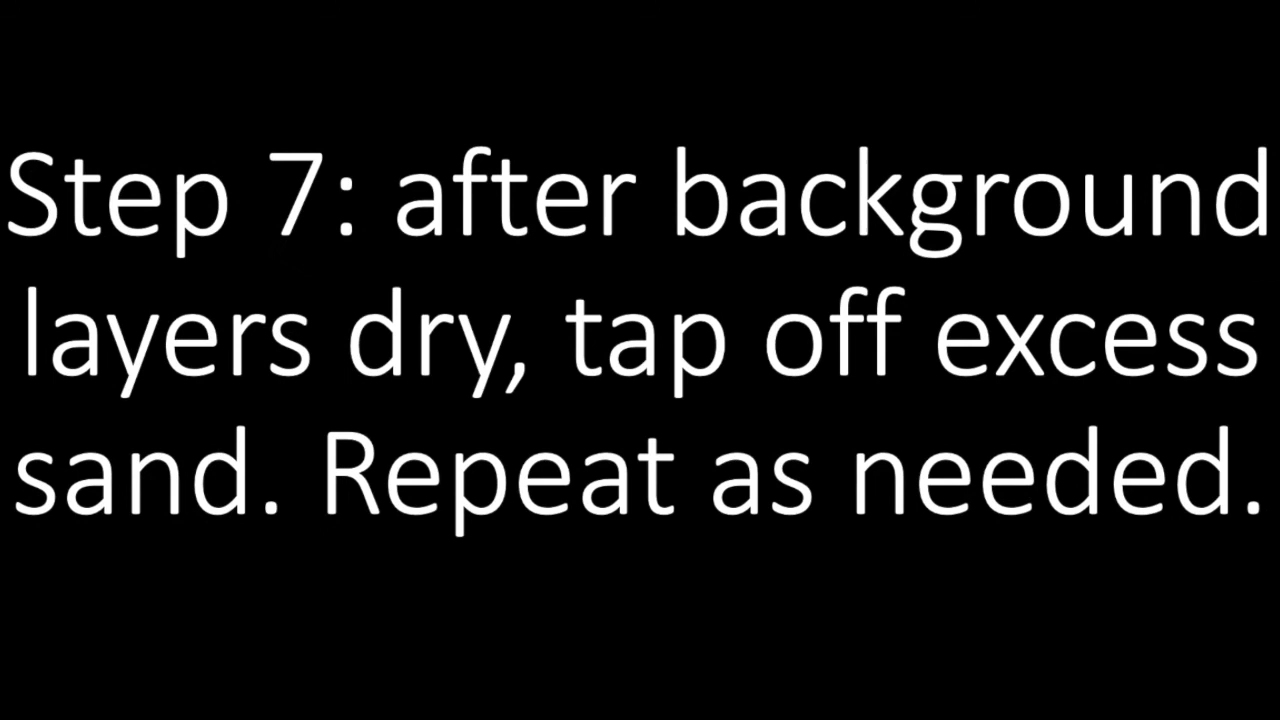 Step 7: after background
layers dry, tap off excess
sand. Repeat as needed.